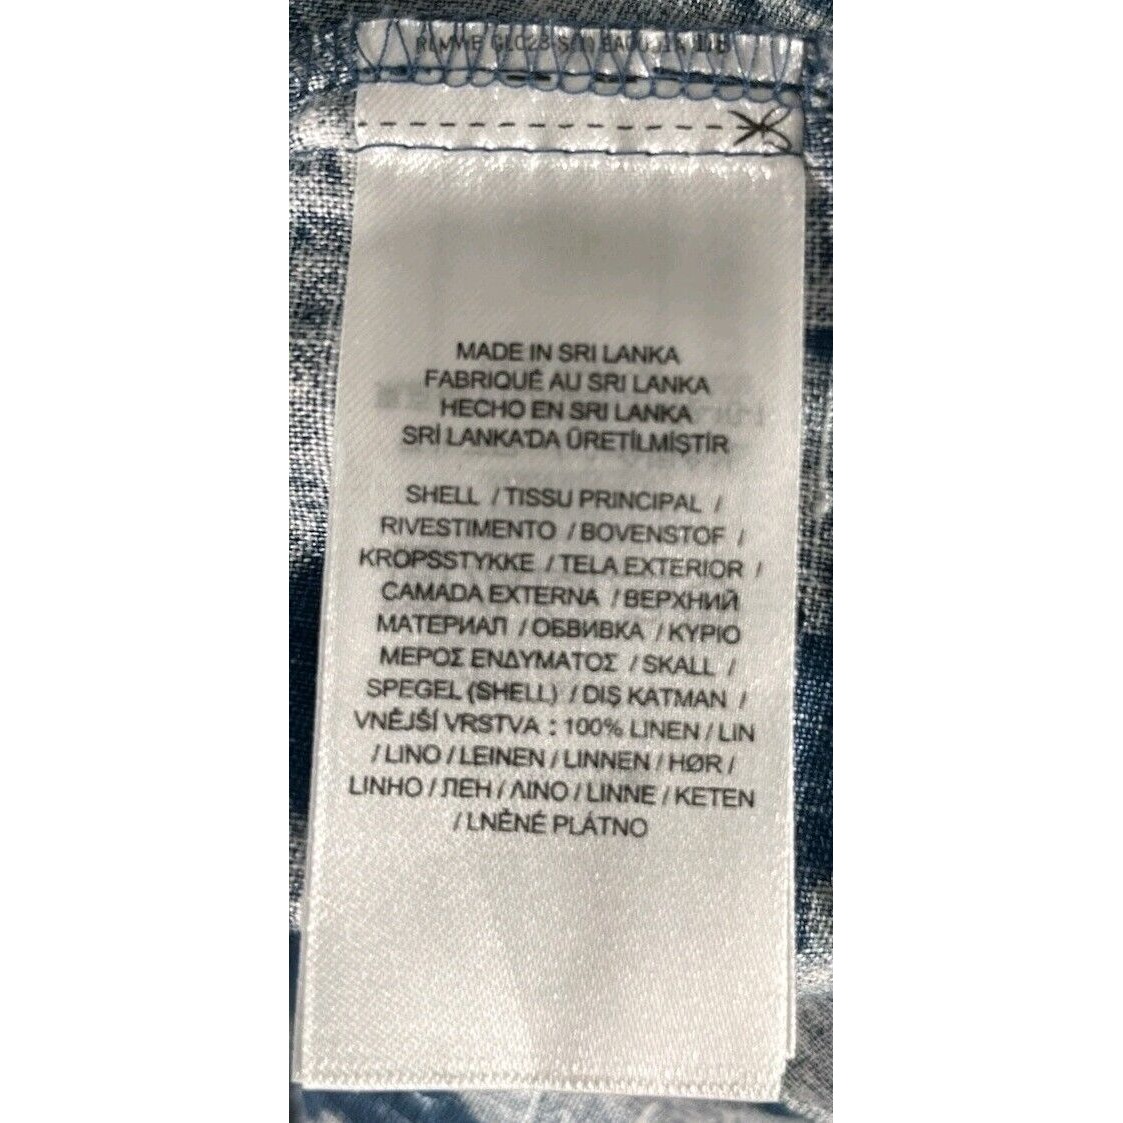 MADE IN SRI LANKA
FABRIQUÉ AU SRI LANKA
HECHO EN SRI LANKA
SRİ LANKA'DA ÜRETİLMİŞTİR
SHELL / TISSU PRINCIPAL /
RIVESTIMENTO / BOVENSTOF /
KROPSSTYKKE / TELA EXTERIOR /
CAMADA EXTERNA / ВЕРХНИЙ
МАТЕРИАЛ / ОБВИВКА / ΚΥΡΙΟ
ΜΕΡΟΣ ΕΝΔΥΜΑΤΟΣ / SKALL /
SPEGEL (SHELL) / DIŞ KATMAN /
VNĚJŠÍ VRSTVA : 100% LINEN / LIN
/ LINO / LEINEN / LINNEN / HØR /
LINHO / ЛЕН / ΛΙΝΟ / LINNE / KETEN
/ LNĚNÉ PLÁTNO